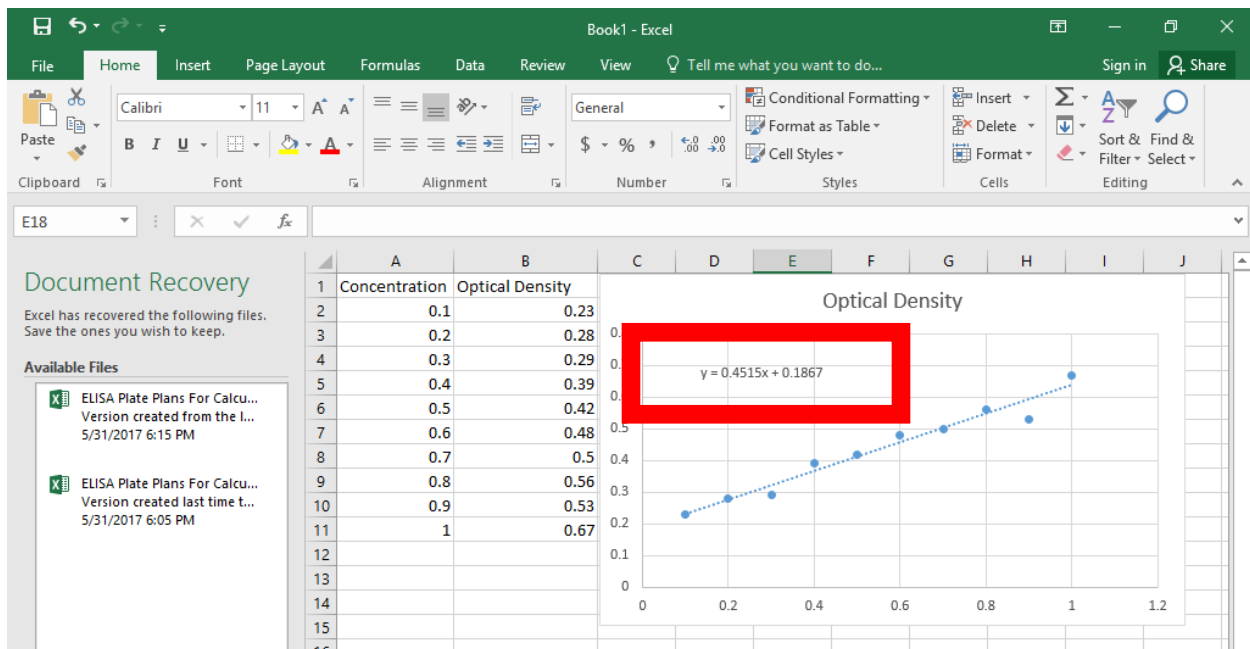 Book1 - Excel
File Home Insert Page Layout Formulas Data Review View Tell me what you want to do... Sign in Share
Paste
Calibri 11 A A
B I U A
General
$ % , .0 .00 .00 .0
Conditional Formatting
Format as Table
Cell Styles
Insert
Delete
Format
Σ
A Z
Sort & Filter
Find & Select
Clipboard Font Alignment Number Styles Cells Editing
E18 fx
Document Recovery
Excel has recovered the following files.
Save the ones you wish to keep.
Available Files
ELISA Plate Plans For Calcu...
Version created from the l...
5/31/2017 6:15 PM
ELISA Plate Plans For Calcu...
Version created last time t...
5/31/2017 6:05 PM
A B C D E F G H I J
1 Concentration Optical Density
2 0.1 0.23
3 0.2 0.28
4 0.3 0.29
5 0.4 0.39
6 0.5 0.42
7 0.6 0.48
8 0.7 0.5
9 0.8 0.56
10 0.9 0.53
11 1 0.67
12
13
14
15
Optical Density
y = 0.4515x + 0.1867
0.5
0.4
0.3
0.2
0.1
0
0 0.2 0.4 0.6 0.8 1 1.2